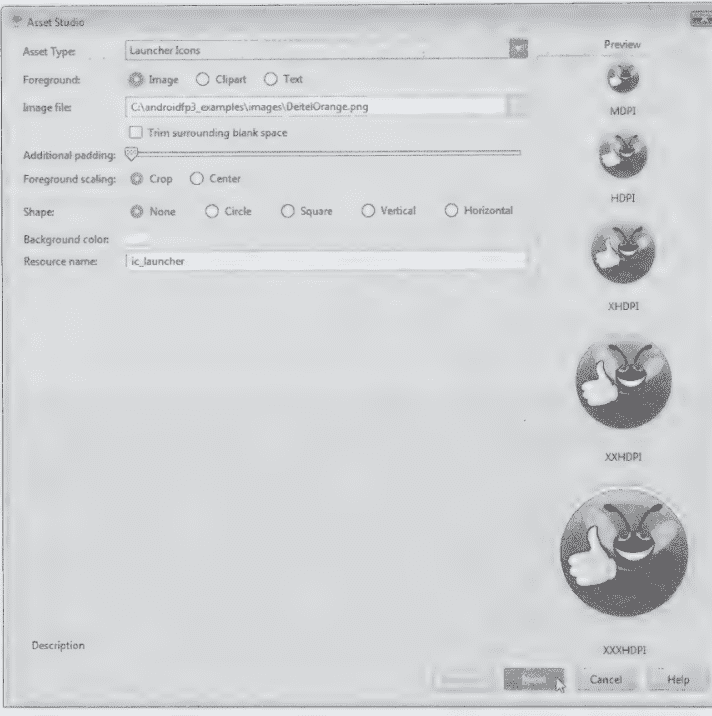 Asset Studio
Asset Type: Launcher Icons
Preview
Foreground: Image Clipart Text
MDPI
Image file: C:\androidfp3_examples\images\DeitelOrange.png
Trim surrounding blank space
Additional padding:
Foreground scaling: Crop Center
HDPI
Shape: None Circle Square Vertical Horizontal
Background color:
Resource name: ic_launcher
XHDPI
XXHDPI
Description
XXXHDPI
Cancel Help